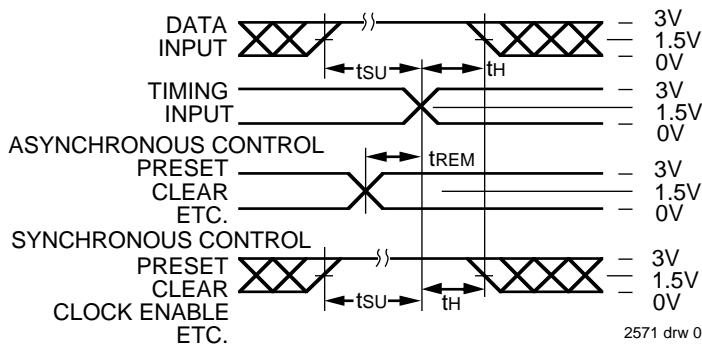 DATA INPUT
3V
1.5V
0V
tSU
tH
TIMING INPUT
3V
1.5V
0V
ASYNCHRONOUS CONTROL
PRESET
CLEAR
ETC.
tREM
3V
1.5V
0V
SYNCHRONOUS CONTROL
PRESET
CLEAR
CLOCK ENABLE
ETC.
tSU
tH
3V
1.5V
0V
2571 drw 0